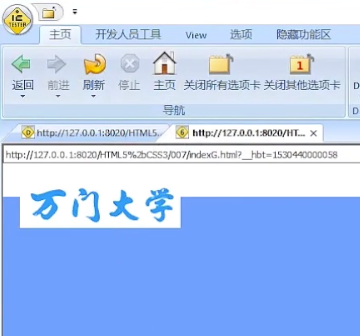 IE
TESTER
主页 开发人员工具 View 选项 隐藏功能区
返回 前进 刷新 停止 主页 关闭所有选项卡 1 关闭其他选项卡 D
导航 D
http://127.0.0.1:8020/HTML5... http://127.0.0.1:8020/HT... ×
http://127.0.0.1:8020/HTML5%2bCSS3/007/indexG.html?__hbt=1530440000058
万门大学